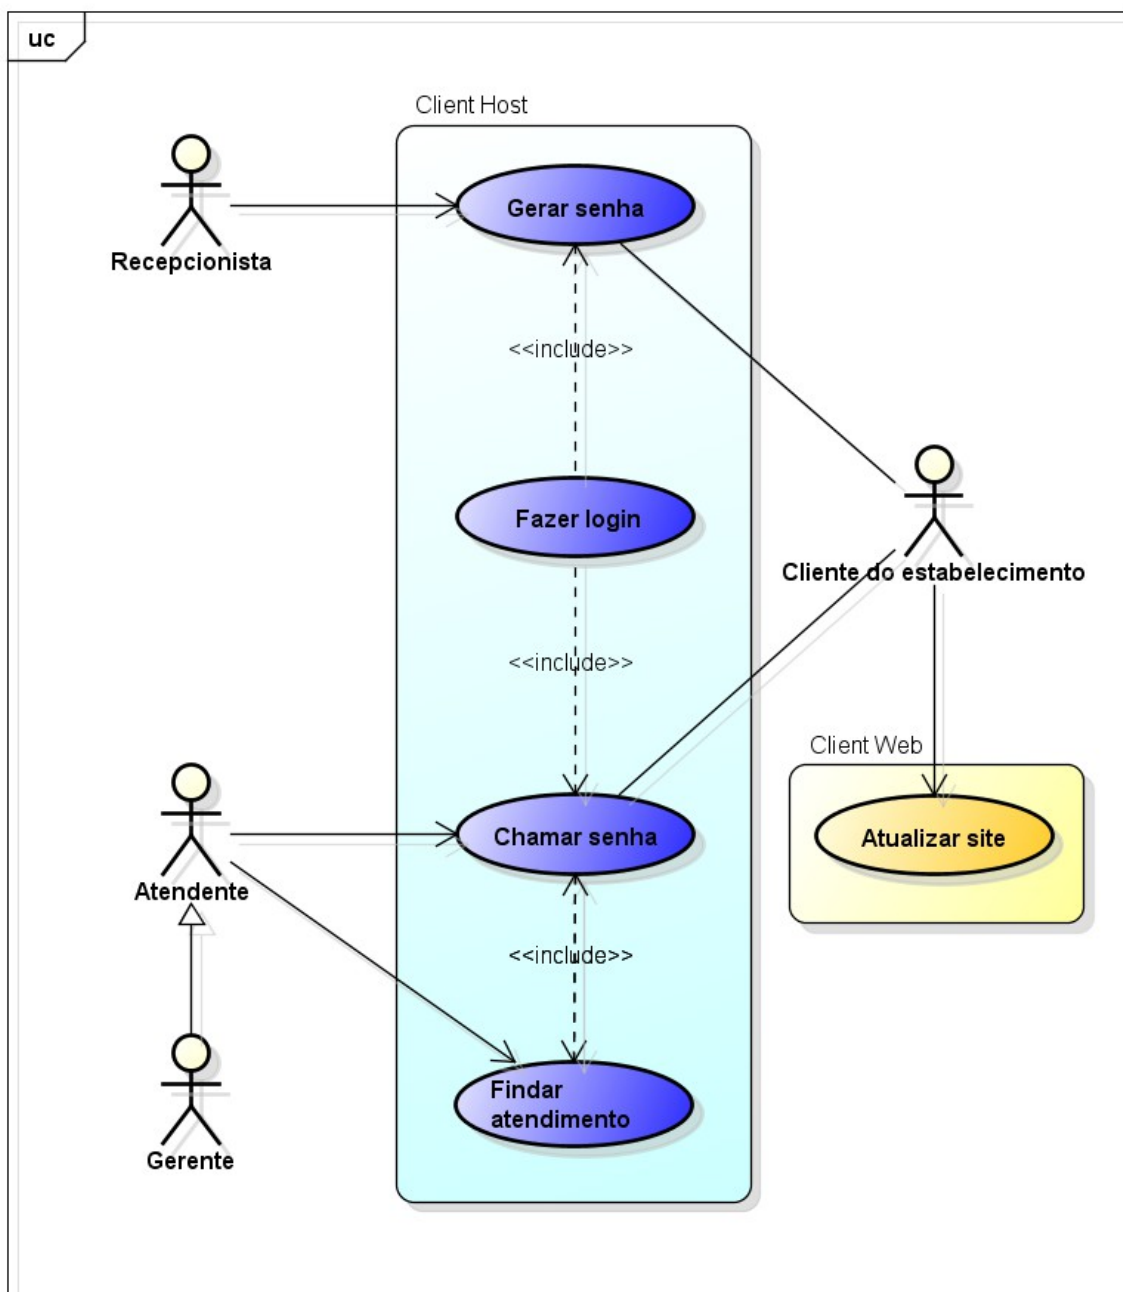 uc
Client Host
Gerar senha
Recepcionista
<<include>>
Fazer login
Cliente do estabelecimento
<<include>>
Client Web
Chamar senha
Atualizar site
Atendente
<<include>>
Findar
atendimento
Gerente